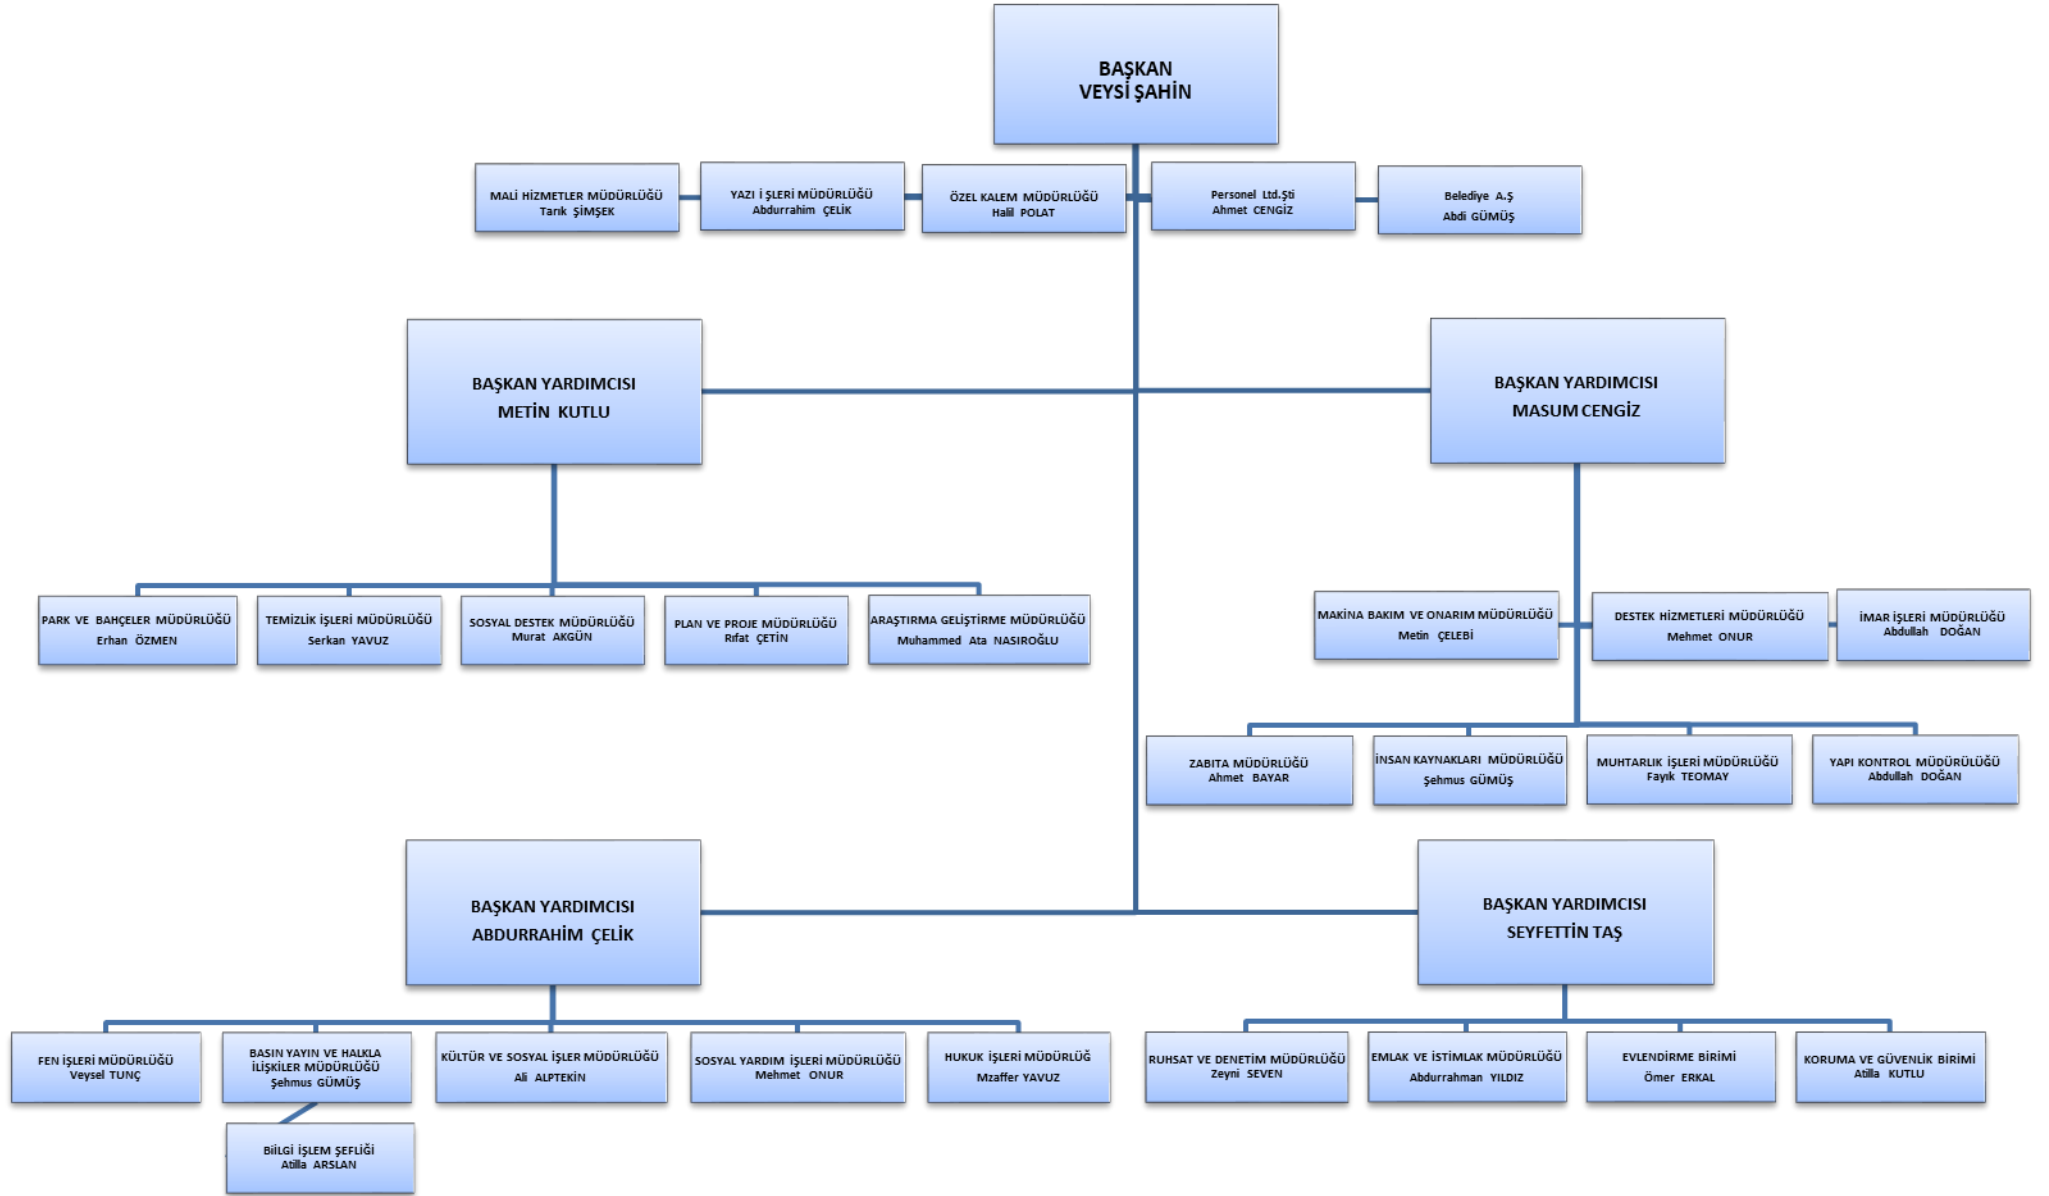 BAŞKAN
VEYSİ ŞAHİN
MALİ HİZMETLER MÜDÜRLÜĞÜ
Tarık ŞİMŞEK
YAZI İ ŞLERİ MÜDÜRLÜĞÜ
Abdurrahim ÇELİK
ÖZEL KALEM MÜDÜRLÜĞÜ
Halil POLAT
Personel Ltd.Şti
Ahmet CENGİZ
Belediye A.Ş
Abdi GÜMÜŞ
BAŞKAN YARDIMCISI
METİN KUTLU
BAŞKAN YARDIMCISI
MASUM CENGİZ
PARK VE BAHÇELER MÜDÜRLÜĞÜ
Erhan ÖZMEN
TEMİZLİK İŞLERİ MÜDÜRLÜĞÜ
Serkan YAVUZ
SOSYAL DESTEK MÜDÜRLÜĞÜ
Murat AKGÜN
PLAN VE PROJE MÜDÜRLÜĞÜ
Rıfat ÇETİN
ARAŞTIRMA GELİŞTİRME MÜDÜRLÜĞÜ
Muhammed Ata NASIROĞLU
MAKİNA BAKIM VE ONARIM MÜDÜRLÜĞÜ
Metin ÇELEBİ
DESTEK HİZMETLERİ MÜDÜRLÜĞÜ
Mehmet ONUR
İMAR İŞLERİ MÜDÜRLÜĞÜ
Abdullah DOĞAN
ZABITA MÜDÜRLÜĞÜ
Ahmet BAYAR
İNSAN KAYNAKLARI MÜDÜRLÜĞÜ
Şehmus GÜMÜŞ
MUHTARLIK İŞLERİ MÜDÜRLÜĞÜ
Fayık TEOMAY
YAPI KONTROL MÜDÜRÜLÜĞÜ
Abdullah DOĞAN
BAŞKAN YARDIMCISI
ABDURRAHİM ÇELİK
BAŞKAN YARDIMCISI
SEYFETTİN TAŞ
FEN İŞLERİ MÜDÜRLÜĞÜ
Veysel TUNÇ
BASIN YAYIN VE HALKLA
İLİŞKİLER MÜDÜRLÜĞÜ
Şehmus GÜMÜŞ
KÜLTÜR VE SOSYAL İŞLER MÜDÜRLÜĞÜ
Ali ALPTEKİN
SOSYAL YARDIM İŞLERİ MÜDÜRLÜĞÜ
Mehmet ONUR
HUKUK İŞLERİ MÜDÜRLÜĞ
Mzaffer YAVUZ
RUHSAT VE DENETİM MÜDÜRLÜĞÜ
Zeyni SEVEN
EMLAK VE İSTİMLAK MÜDÜRLÜĞÜ
Abdurrahman YILDIZ
EVLENDİRME BİRİMİ
Ömer ERKAL
KORUMA VE GÜVENLİK BİRİMİ
Atilla KUTLU
BİİLGİ İŞLEM ŞEFLİĞİ
Atilla ARSLAN